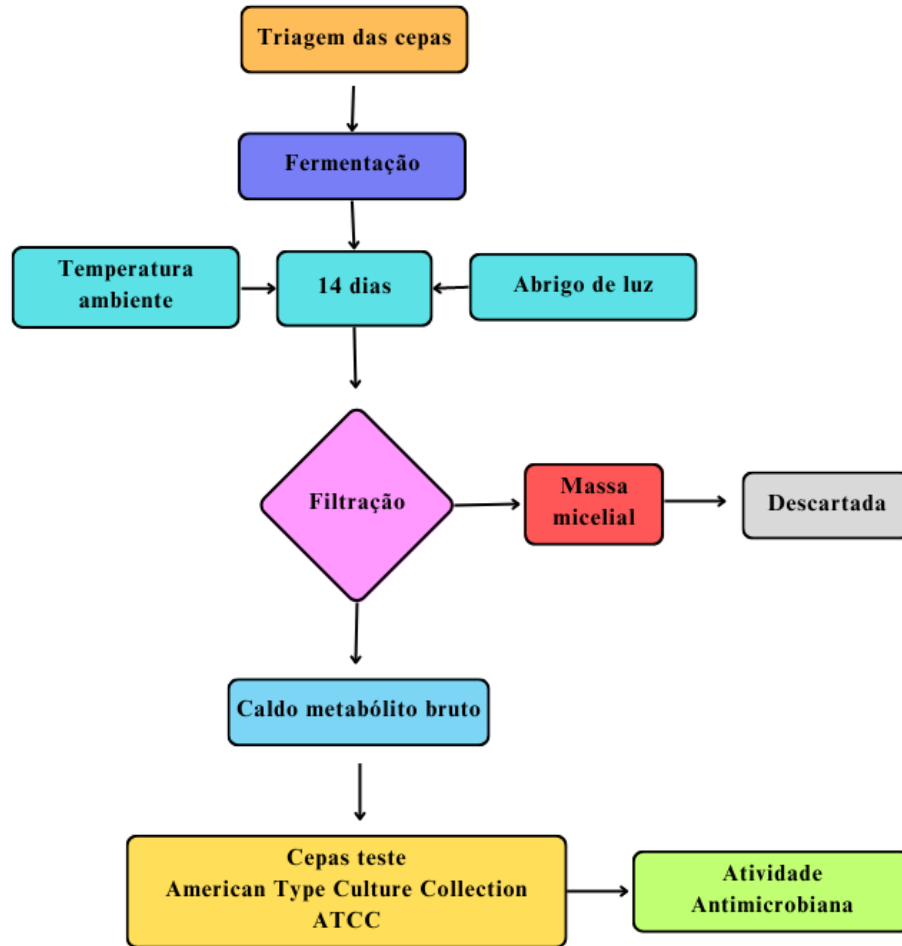 Triagem das cepas
Fermentação
Temperatura
ambiente
14 dias
Abrigo de luz
Filtração
Massa
micelial
Descartada
Caldo metabólito bruto
Cepas teste
American Type Culture Collection
ATCC
Atividade
Antimicrobiana